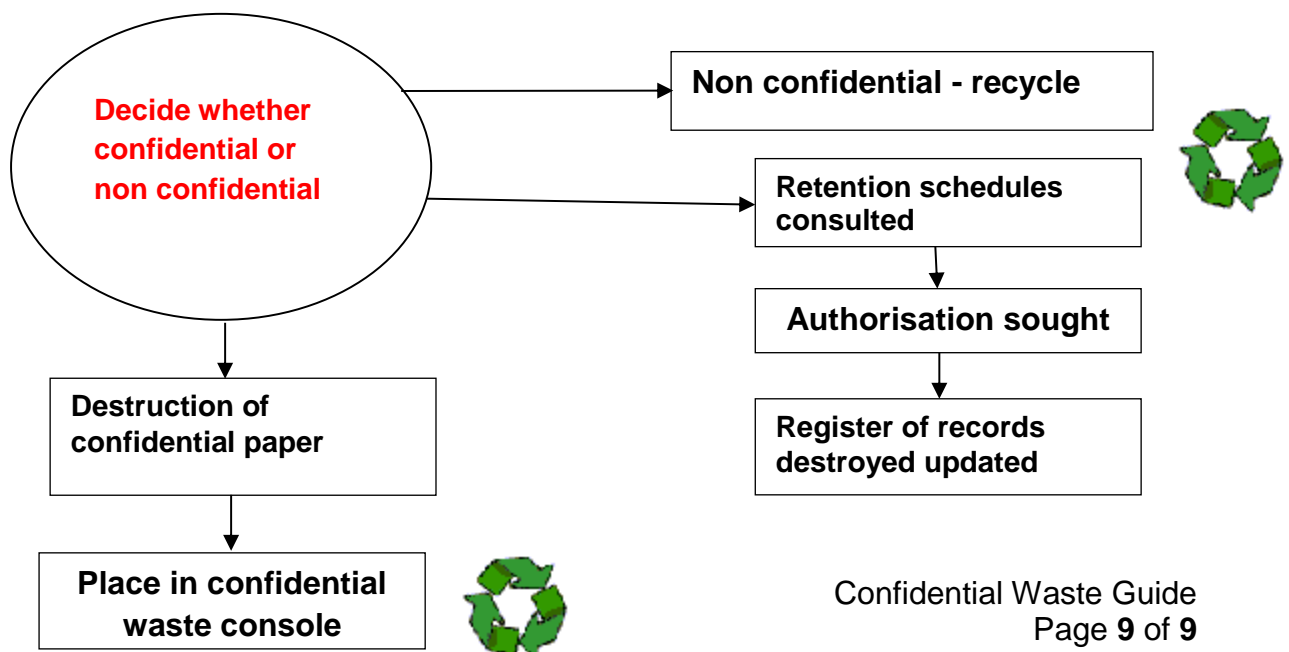 Decide whether
confidential or
non confidential
Non confidential - recycle
Retention schedules
consulted
Authorisation sought
Register of records
destroyed updated
Destruction of
confidential paper
Place in confidential
waste console
Confidential Waste Guide
Page 9 of 9